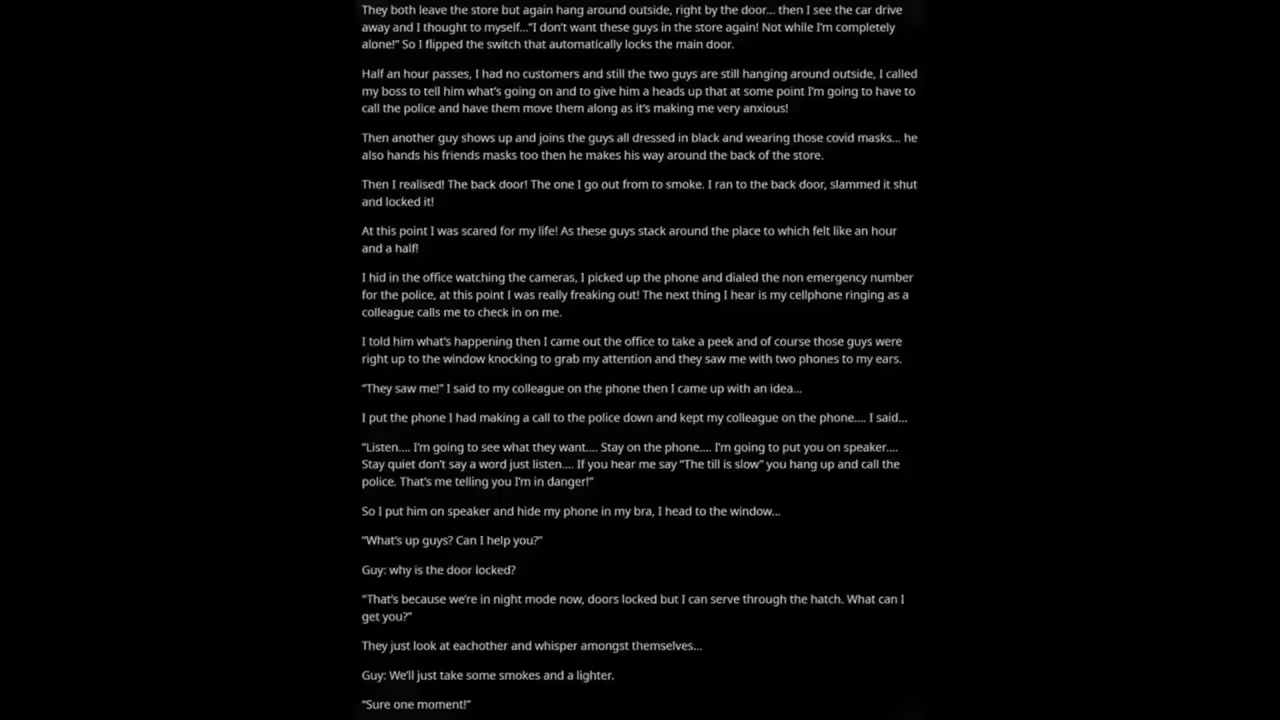 They both leave the store but again hang around outside, right by the door... then I see the car drive
away and I thought to myself...“I don’t want these guys in the store again! Not while I’m completely
alone!” So I flipped the switch that automatically locks the main door.
Half an hour passes, I had no customers and still the two guys are still hanging around outside, I called
my boss to tell him what’s going on and to give him a heads up that at some point I’m going to have to
call the police and have them move them along as it’s making me very anxious!
Then another guy shows up and joins the guys all dressed in black and wearing those covid masks... he
also hands his friends masks too then he makes his way around the back of the store.
Then I realised! The back door! The one I go out from to smoke. I ran to the back door, slammed it shut
and locked it!
At this point I was scared for my life! As these guys stack around the place to which felt like an hour
and a half!
I hid in the office watching the cameras, I picked up the phone and dialed the non emergency number
for the police, at this point I was really freaking out! The next thing I hear is my cellphone ringing as a
colleague calls me to check in on me.
I told him what’s happening then I came out the office to take a peek and of course those guys were
right up to the window knocking to grab my attention and they saw me with two phones to my ears.
“They saw me!” I said to my colleague on the phone then I came up with an idea...
I put the phone I had making a call to the police down and kept my colleague on the phone.... I said...
“Listen.... I’m going to see what they want.... Stay on the phone.... I’m going to put you on speaker....
Stay quiet don’t say a word just listen.... If you hear me say “The till is slow” you hang up and call the
police. That’s me telling you I’m in danger!”
So I put him on speaker and hide my phone in my bra, I head to the window...
“What’s up guys? Can I help you?”
Guy: why is the door locked?
“That’s because we’re in night mode now, doors locked but I can serve through the hatch. What can I
get you?”
They just look at eachother and whisper amongst themselves...
Guy: We’ll just take some smokes and a lighter.
“Sure one moment!”